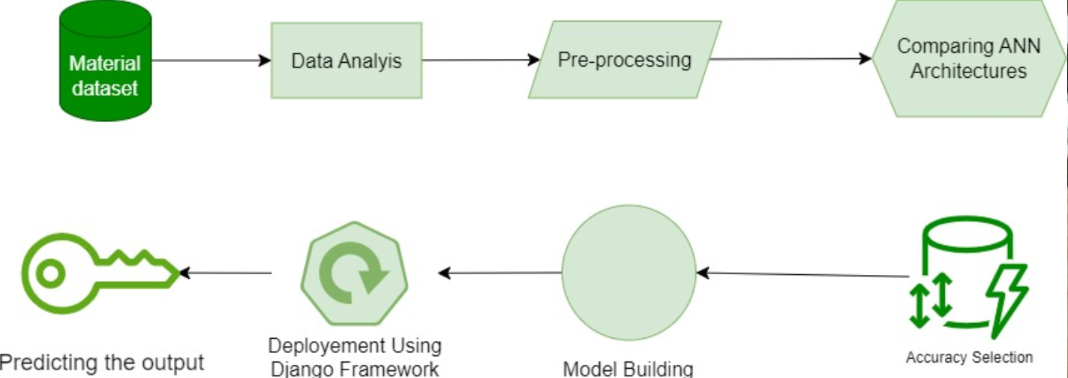 Material
dataset
Data Analyis
Pre-processing
Comparing ANN
Architectures
Accuracy Selection
Model Building
Deployement Using
Django Framework
Predicting the output